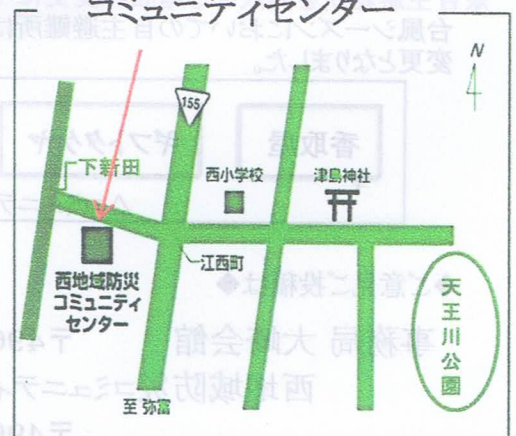 コミュニティセンター
N
155
下新田
西小学校
津島神社
江西町
西地域防災
コミュニティ
センター
天王川公園
至 弥富